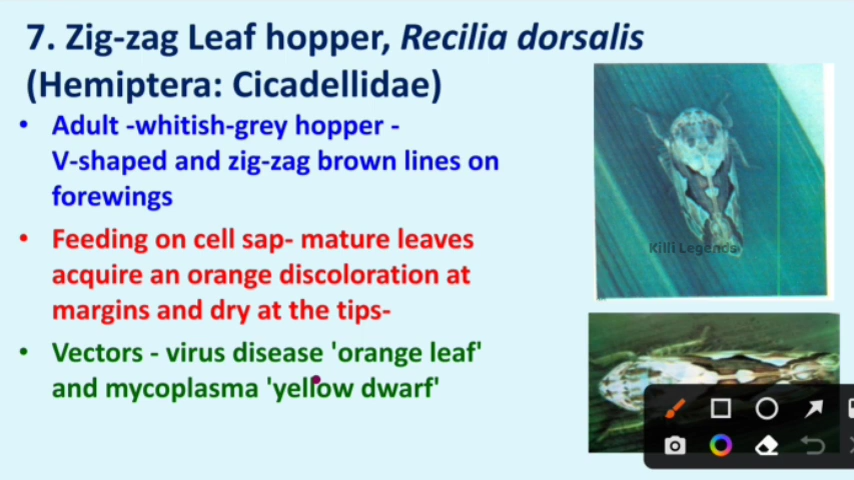 7. Zig-zag Leaf hopper, Recilia dorsalis
(Hemiptera: Cicadellidae)
• Adult -whitish-grey hopper -
V-shaped and zig-zag brown lines on
forewings
• Feeding on cell sap- mature leaves
acquire an orange discoloration at
margins and dry at the tips-
• Vectors - virus disease 'orange leaf'
and mycoplasma 'yellow dwarf'
Killi Legends